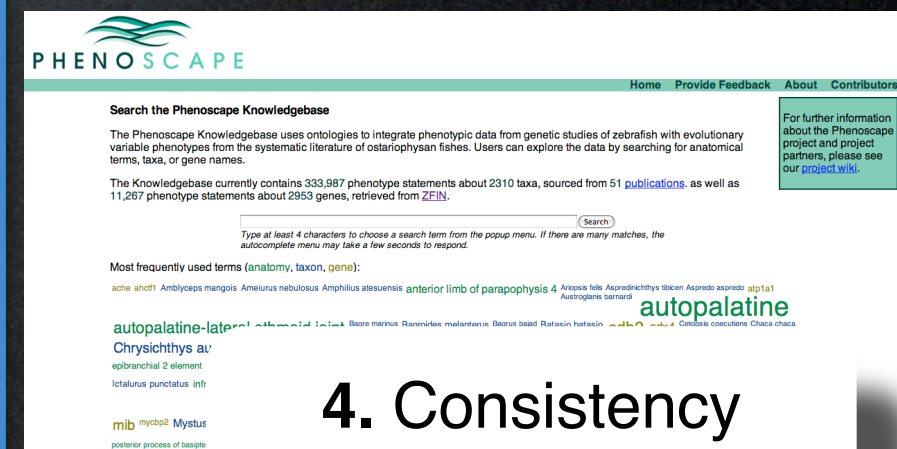 PHENOSCAPE
Home Provide Feedback About Contributors
Search the Phenoscape Knowledgebase
The Phenoscape Knowledgebase uses ontologies to integrate phenotypic data from genetic studies of zebrafish with evolutionary
variable phenotypes from the systematic literature of ostariophysan fishes. Users can explore the data by searching for anatomical
terms, taxa, or gene names.
The Knowledgebase currently contains 333,987 phenotype statements about 2310 taxa, sourced from 51 publications. as well as
11,267 phenotype statements about 2953 genes, retrieved from ZFIN.
For further information
about the Phenoscape
project and project
partners, please see
our project wiki.
Search
Type at least 4 characters to choose a search term from the popup menu. If there are many matches, the
autocomplete menu may take a few seconds to respond.
Most frequently used terms (anatomy, taxon, gene):
ache ahctf1 Amblyceps mangois Ameiurus nebulosus Amphilius atesuensis anterior limb of parapophysis 4 Ariopsis felis Aspredinichthys tibicen Aspredo aspredo atp1a1
Austroglanis barnardi autopalatine
autopalatine-lateral ethmoid joint Bagre marinus Bagroides melapterus Bagrus bajad Batasio batasio Cetopsis coecutiens Chaca chaca
Chrysichthys
epibranchial 2 element
Ictalurus punctatus
mib mycbp2 Mystus
posterior process of
4. Consistency